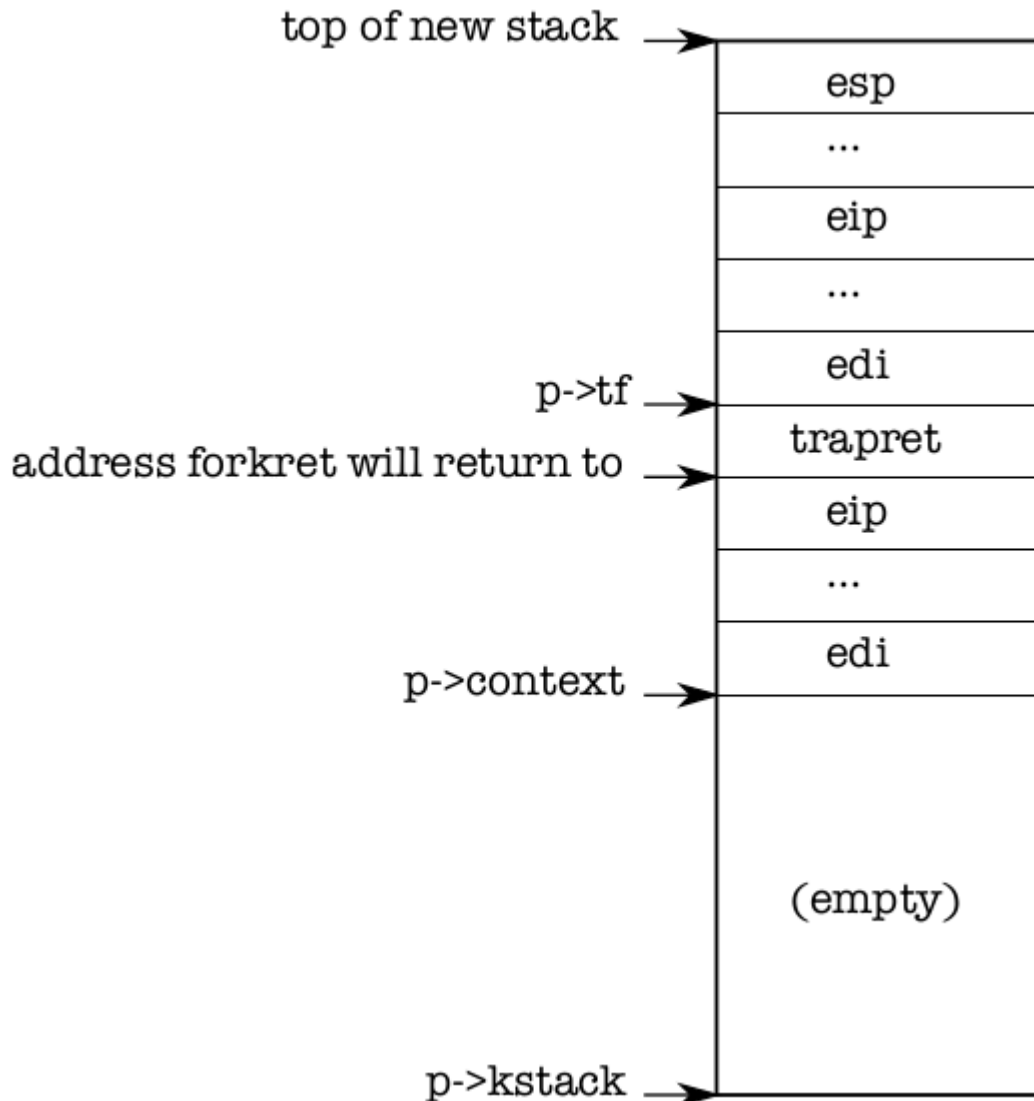 top of new stack
esp
...
eip
...
edi
p->tf
trapret
address forkret will return to
eip
...
edi
p->context
(empty)
p->kstack